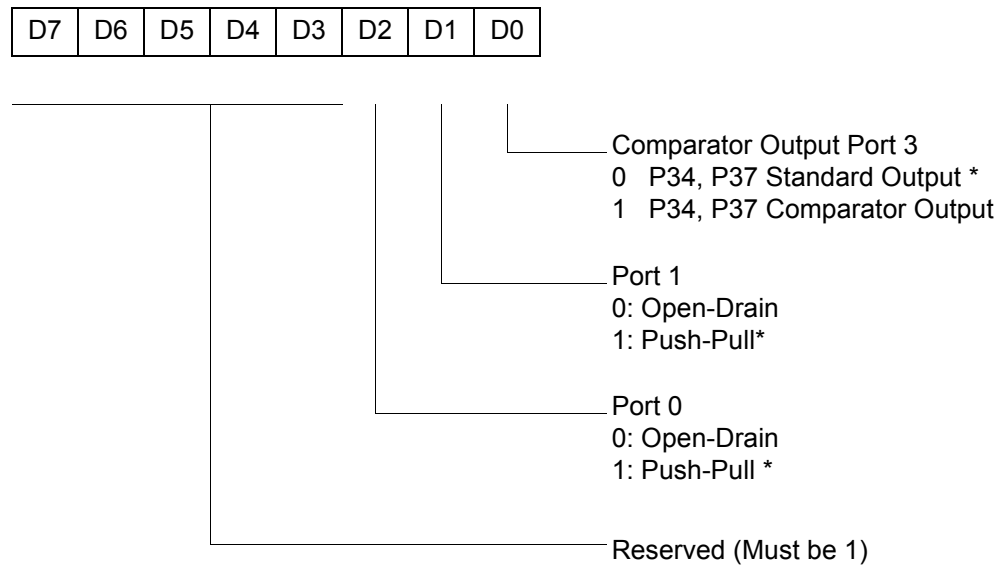 D7 D6 D5 D4 D3 D2 D1 D0
Comparator Output Port 3
0 P34, P37 Standard Output *
1 P34, P37 Comparator Output
Port 1
0: Open-Drain
1: Push-Pull*
Port 0
0: Open-Drain
1: Push-Pull *
Reserved (Must be 1)